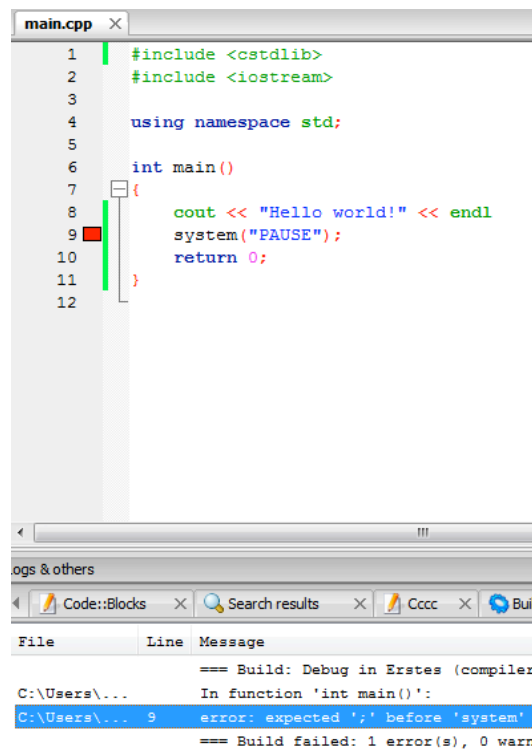 main.cpp
1 #include <cstdlib>
2 #include <iostream>
3
4 using namespace std;
5
6 int main()
7 {
8 cout << "Hello world!" << endl
9 system("PAUSE");
10 return 0;
11 }
12
ogs & others
Code::Blocks Search results Cccc Bui
File Line Message
=== Build: Debug in Erstes (compiler
C:\Users\... In function 'int main()':
C:\Users\... 9 error: expected ';' before 'system'
=== Build failed: 1 error(s), 0 warn